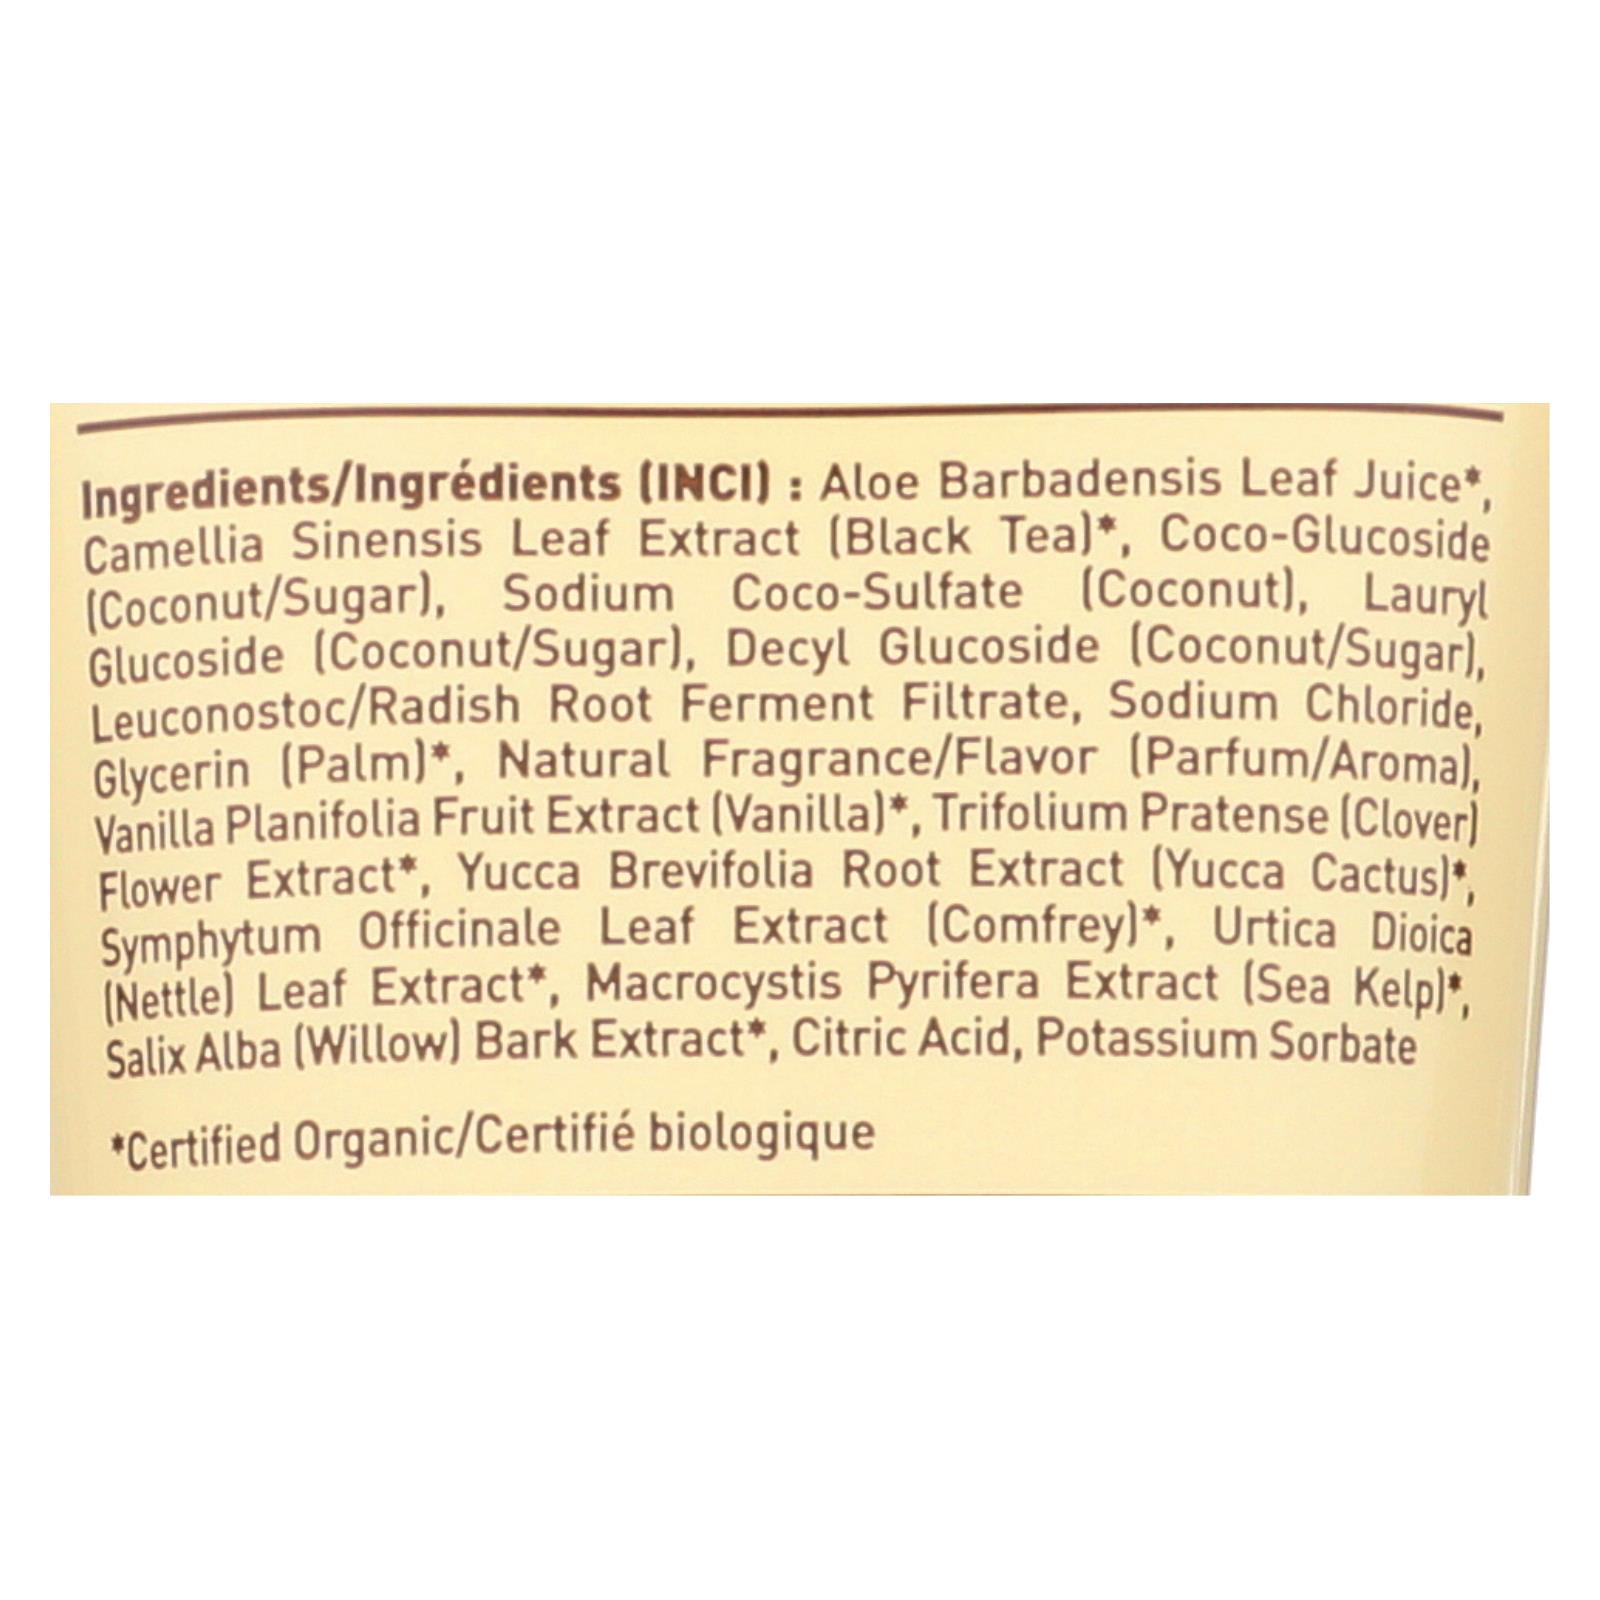 Ingredients/Ingrédients (INCI) : Aloe Barbadensis Leaf Juice*,
Camellia Sinensis Leaf Extract (Black Tea)*, Coco-Glucoside
(Coconut/Sugar), Sodium Coco-Sulfate (Coconut), Lauryl
Glucoside (Coconut/Sugar), Decyl Glucoside (Coconut/Sugar),
Leuconostoc/Radish Root Ferment Filtrate, Sodium Chloride,
Glycerin (Palm)*, Natural Fragrance/Flavor (Parfum/Aroma),
Vanilla Planifolia Fruit Extract (Vanilla)*, Trifolium Pratense (Clover)
Flower Extract*, Yucca Brevifolia Root Extract (Yucca Cactus)*,
Symphytum Officinale Leaf Extract (Comfrey)*, Urtica Dioica
(Nettle) Leaf Extract*, Macrocystis Pyrifera Extract (Sea Kelp)*,
Salix Alba (Willow) Bark Extract*, Citric Acid, Potassium Sorbate
*Certified Organic/Certifié biologique